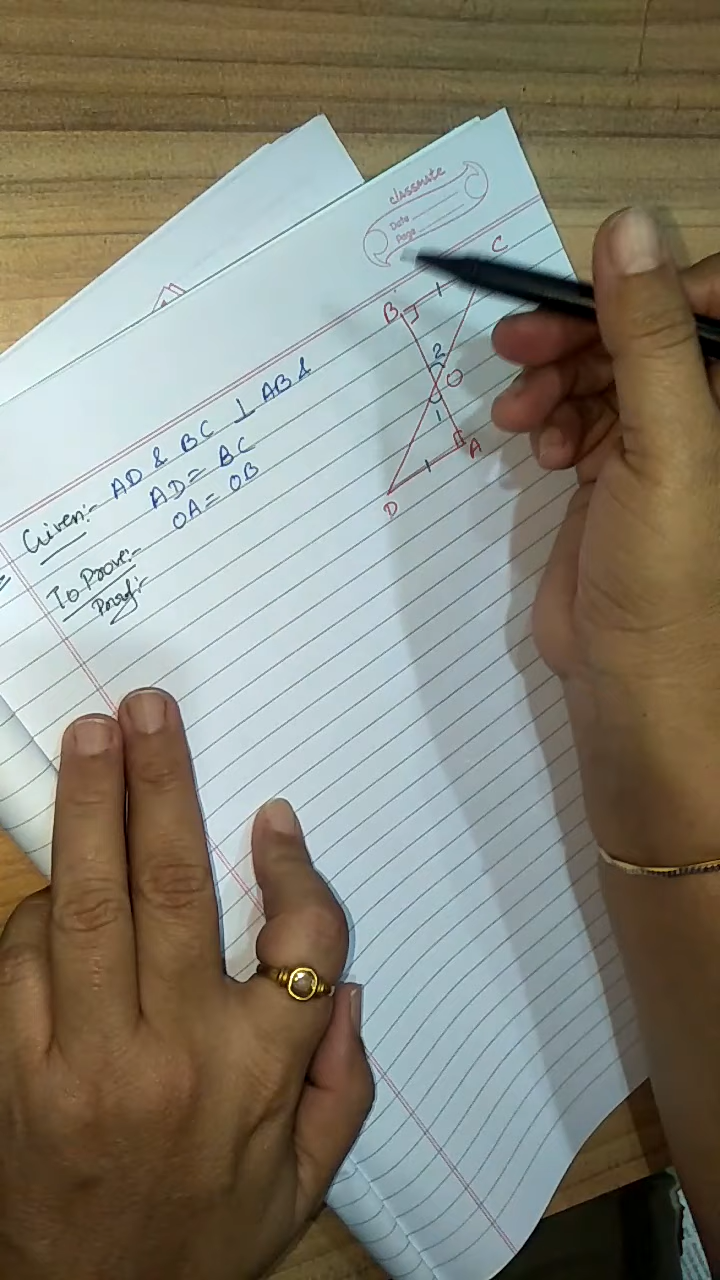 classmate
Date
Page
Given:- AD & BC ⊥ AB &
AD = BC
To Prove:- OA = OB
Proof:-
B
C
2
O
1
A
D